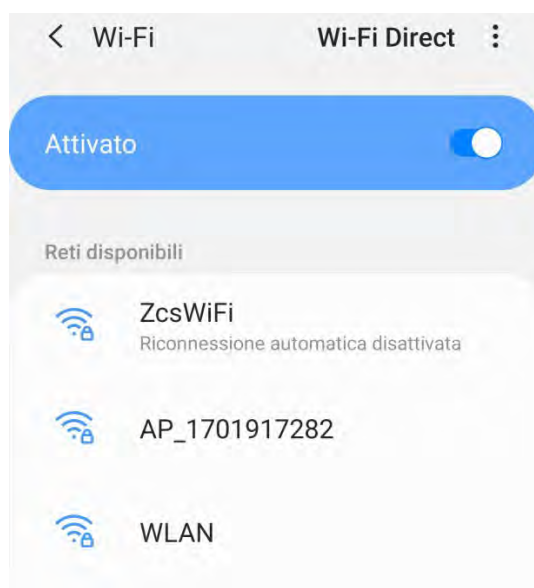 Wi-Fi Wi-Fi Direct
Attivato
Reti disponibili
ZcsWiFi
Riconnessione automatica disattivata
AP_1701917282
WLAN